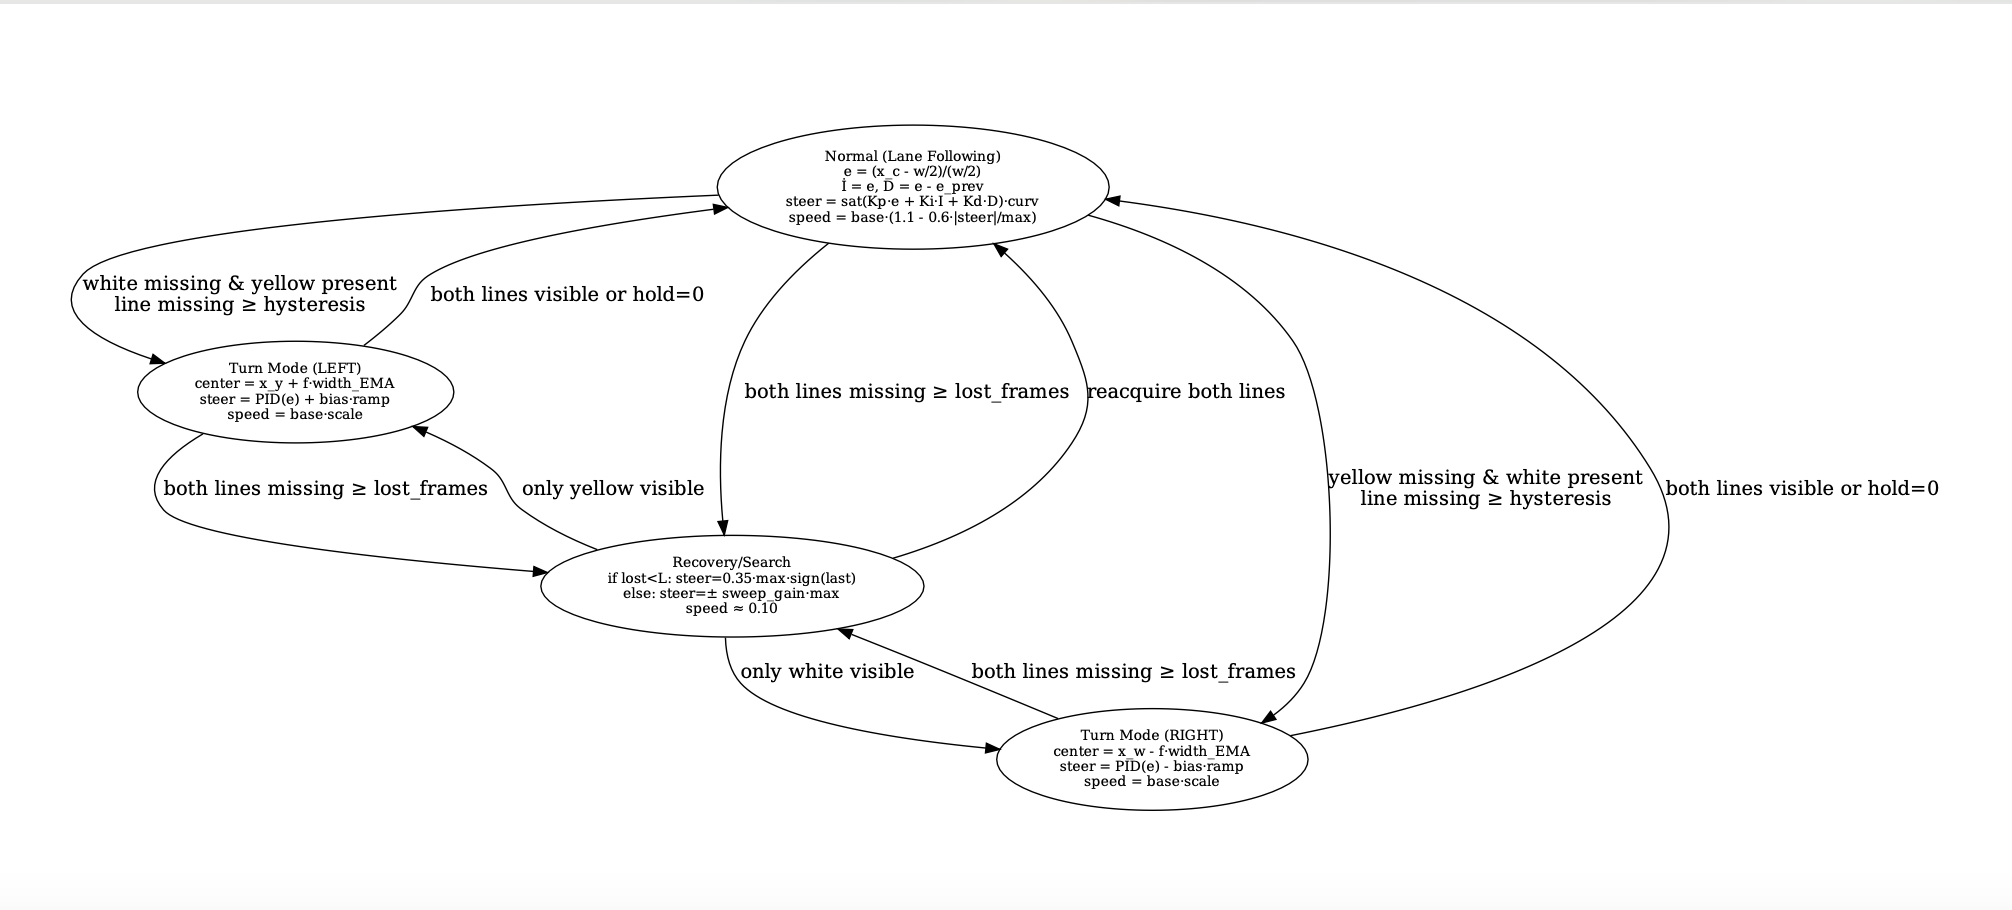 Normal (Lane Following)
e = (x_c - w/2)/(w/2)
İ = e, D = e - e_prev
steer = sat(Kp·e + Ki·I + Kd·D)·curv
speed = base·(1.1 - 0.6·|steer|/max)
white missing & yellow present
line missing ≥ hysteresis
both lines visible or hold=0
Turn Mode (LEFT)
center = x_y + f·width_EMA
steer = PID(e) + bias·ramp
speed = base·scale
both lines missing ≥ lost_frames
reacquire both lines
yellow missing & white present
line missing ≥ hysteresis
both lines visible or hold=0
both lines missing ≥ lost_frames
only yellow visible
Recovery/Search
if lost<L: steer=0.35·max·sign(last)
else: steer=± sweep_gain·max
speed ≈ 0.10
only white visible
both lines missing ≥ lost_frames
Turn Mode (RIGHT)
center = x_w - f·width_EMA
steer = PID(e) - bias·ramp
speed = base·scale